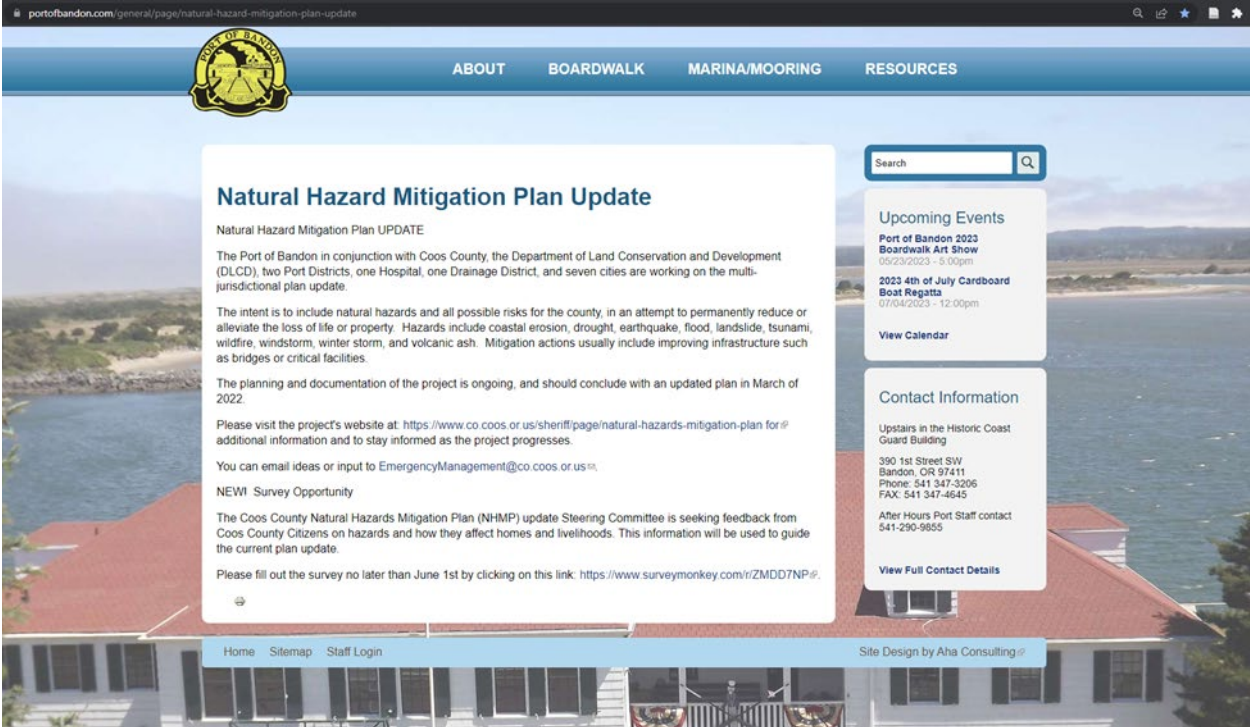 portofbandon.com/general/page/natural-hazard-mitigation-plan-update
PORT OF BANDON
ABOUT BOARDWALK MARINA/MOORING RESOURCES
Natural Hazard Mitigation Plan Update
Natural Hazard Mitigation Plan UPDATE
The Port of Bandon in conjunction with Coos County, the Department of Land Conservation and Development
(DLCD), two Port Districts, one Hospital, one Drainage District, and seven cities are working on the multi-
jurisdictional plan update.
The intent is to include natural hazards and all possible risks for the county, in an attempt to permanently reduce or
alleviate the loss of life or property. Hazards include coastal erosion, drought, earthquake, flood, landslide, tsunami,
wildfire, windstorm, winter storm, and volcanic ash. Mitigation actions usually include improving infrastructure such
as bridges or critical facilities.
The planning and documentation of the project is ongoing, and should conclude with an updated plan in March of
2022.
Please visit the project's website at: https://www.co.coos.or.us/sheriff/page/natural-hazards-mitigation-plan for
additional information and to stay informed as the project progresses.
You can email ideas or input to EmergencyManagement@co.coos.or.us.
NEW! Survey Opportunity
The Coos County Natural Hazards Mitigation Plan (NHMP) update Steering Committee is seeking feedback from
Coos County Citizens on hazards and how they affect homes and livelihoods. This information will be used to guide
the current plan update.
Please fill out the survey no later than June 1st by clicking on this link: https://www.surveymonkey.com/r/ZMDD7NP.
Search
Upcoming Events
Port of Bandon 2023
Boardwalk Art Show
05/23/2023 - 5:00pm
2023 4th of July Cardboard
Boat Regatta
07/04/2023 - 12:00pm
View Calendar
Contact Information
Upstairs in the Historic Coast
Guard Building
390 1st Street SW
Bandon, OR 97411
Phone: 541 347-3206
FAX: 541 347-4645
After Hours Port Staff contact
541-290-9855
View Full Contact Details
Home Sitemap Staff Login
Site Design by Aha Consulting